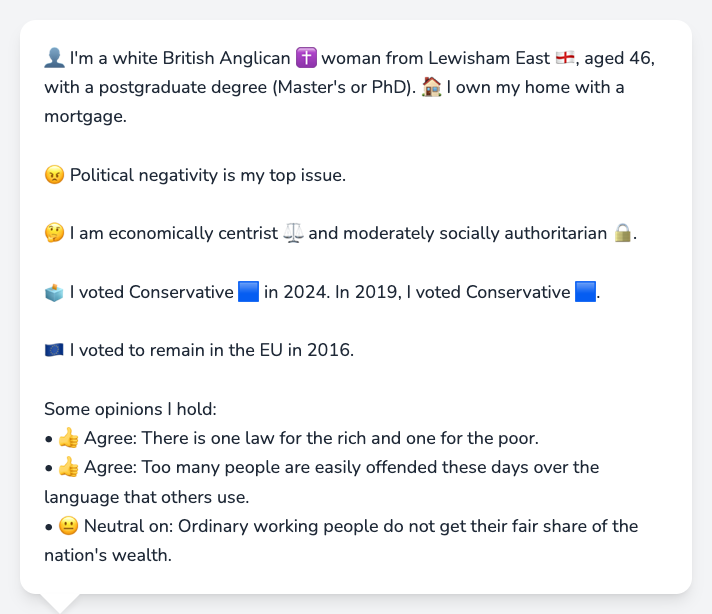 👤 I'm a white British Anglican ✝️ woman from Lewisham East 🏴󠁧󠁢󠁥󠁮󠁧󠁿, aged 46,
with a postgraduate degree (Master's or PhD). 🏠 I own my home with a
mortgage.
😠 Political negativity is my top issue.
🤔 I am economically centrist ⚖️ and moderately socially authoritarian 🔒.
🗳️ I voted Conservative 🟦 in 2024. In 2019, I voted Conservative 🟦.
🇪🇺 I voted to remain in the EU in 2016.
Some opinions I hold:
• 👍 Agree: There is one law for the rich and one for the poor.
• 👍 Agree: Too many people are easily offended these days over the
language that others use.
• 😐 Neutral on: Ordinary working people do not get their fair share of the
nation's wealth.